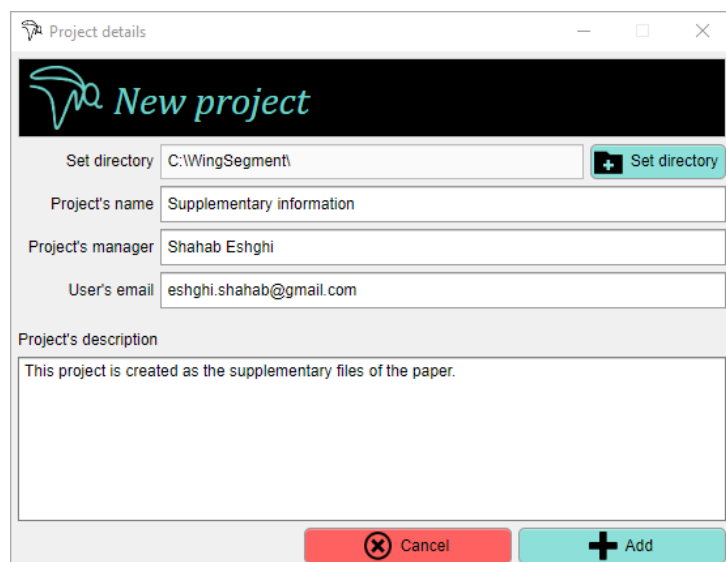 Project details
New project
Set directory C:\WingSegment\ Set directory
Project's name Supplementary information
Project's manager Shahab Eshghi
User's email eshghi.shahab@gmail.com
Project's description
This project is created as the supplementary files of the paper.
Cancel Add